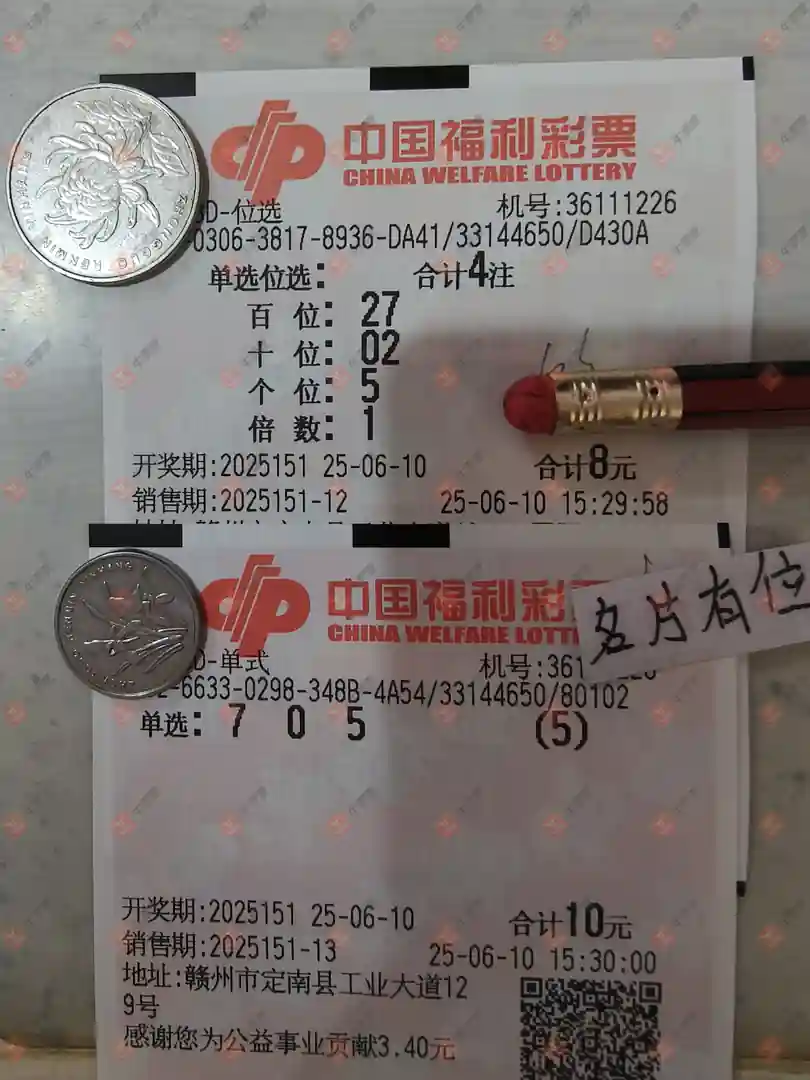 中国福利彩票
CHINA WELFARE LOTTERY
3D-位选 机号:36111226
-0306-3817-8936-DA41/33144650/D430A
单选位选: 合计4注
百 位: 27
十 位: 02
个 位: 5
倍 数: 1
开奖期:2025151 25-06-10 合计8元
销售期:2025151-12 25-06-10 15:29:58
中国福利彩
CHINA WELFARE LOTT
名片有位
D-单式 机号:361
-6633-0298-348B-4A54/33144650/80102
单选: 7 0 5 (5)
开奖期:2025151 25-06-10 合计10元
销售期:2025151-13 25-06-10 15:30:00
地址:赣州市定南县工业大道12
9号
感谢您为公益事业贡献3.40元